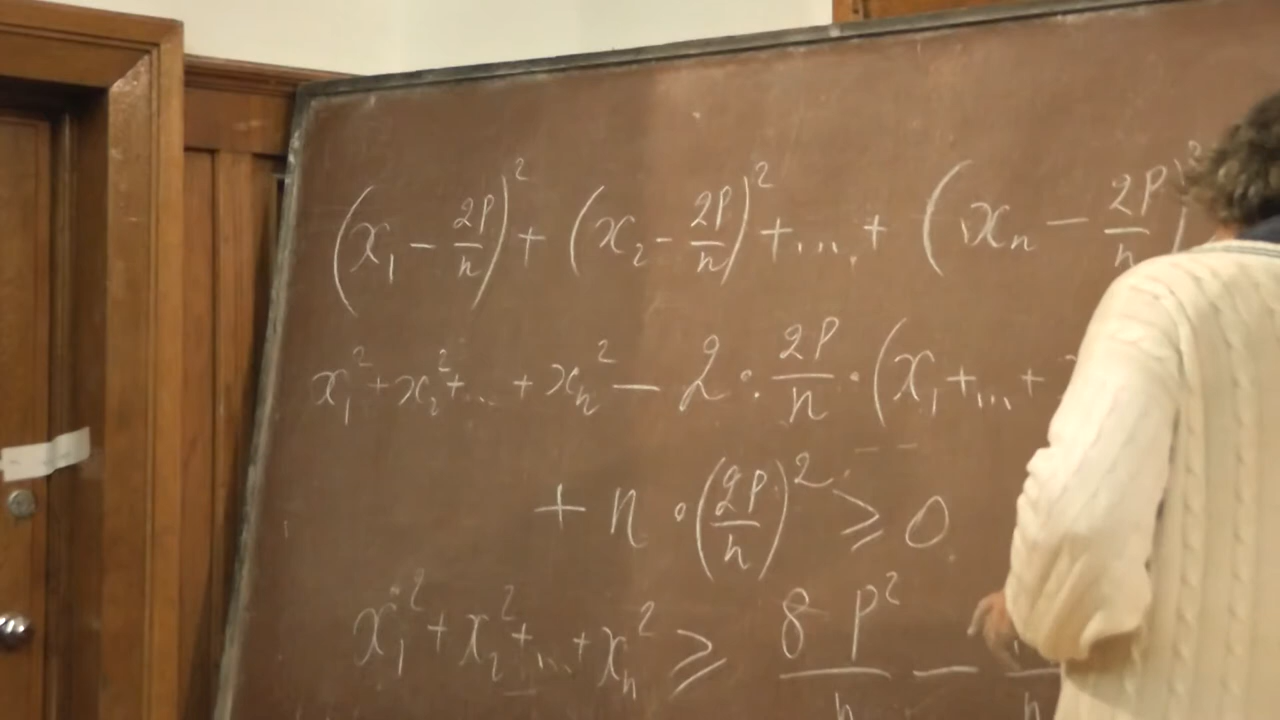 (x₁ − 2P/n)² + (x₂ − 2P/n)² + ... + (xₙ − 2P/n)²
x₁² + x₂² + ... + xₙ² − 2 · 2P/n · (x₁ + ... +
+ n · (2P/n)² ≥ 0
x₁² + x₂² + ... + xₙ² ≥ 8P²/n −